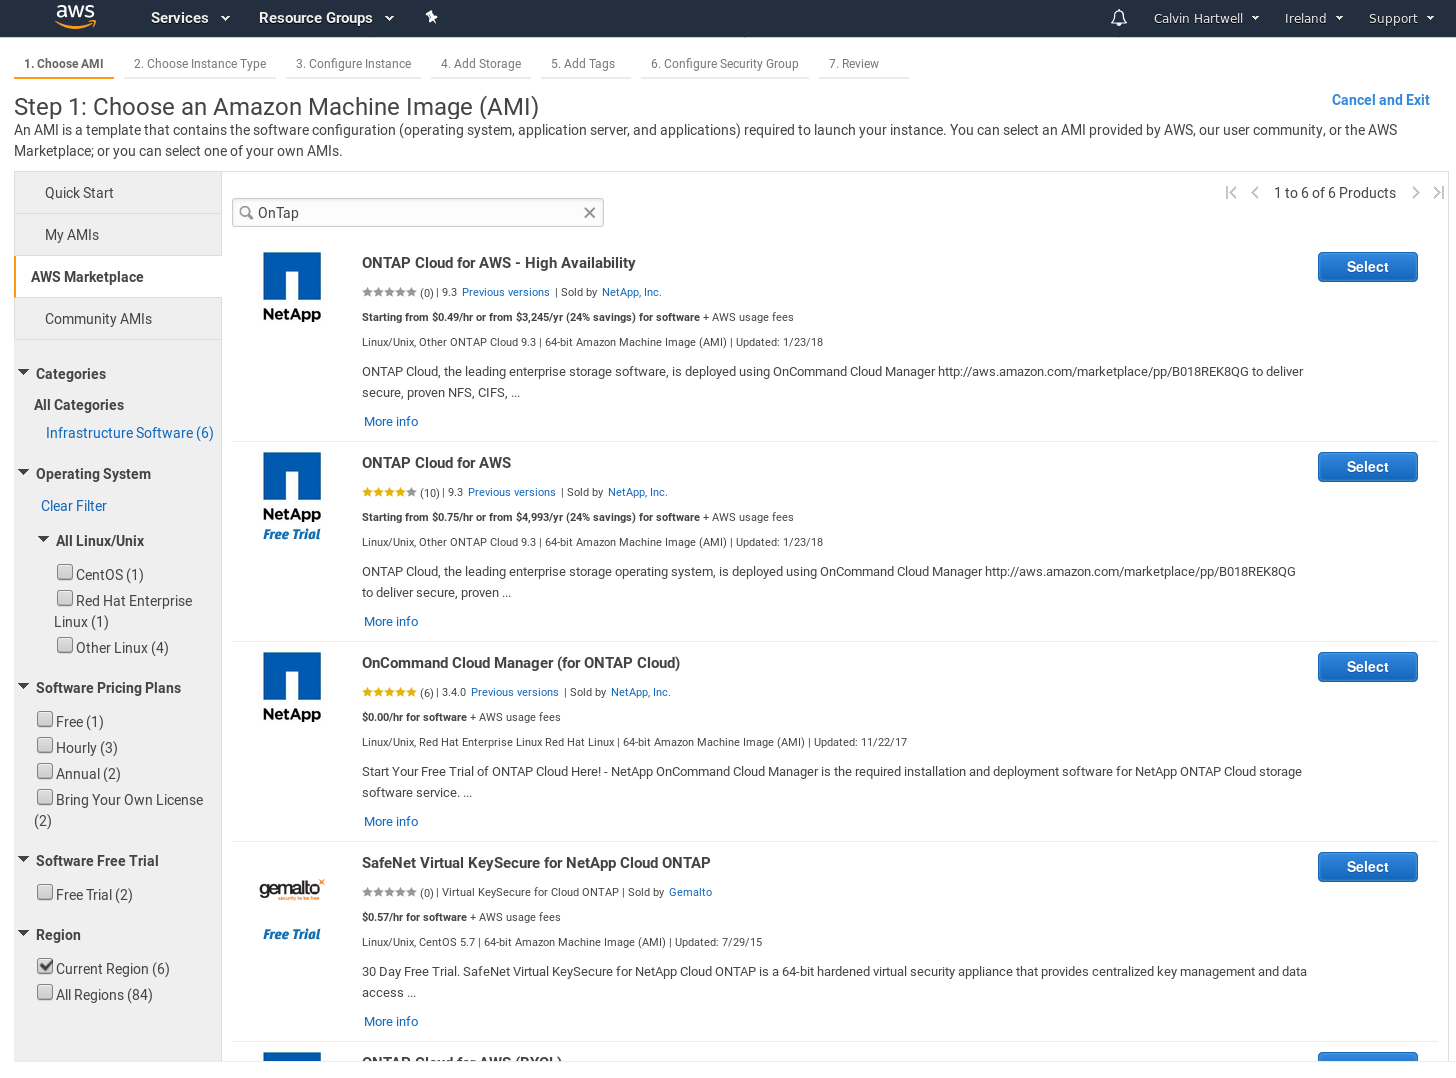 aws
Services
Resource Groups
Calvin Hartwell
Ireland
Support
1. Choose AMI
2. Choose Instance Type
3. Configure Instance
4. Add Storage
5. Add Tags
6. Configure Security Group
7. Review
Step 1: Choose an Amazon Machine Image (AMI)
Cancel and Exit
An AMI is a template that contains the software configuration (operating system, application server, and applications) required to launch your instance. You can select an AMI provided by AWS, our user community, or the AWS
Marketplace; or you can select one of your own AMIs.
Quick Start
My AMIs
AWS Marketplace
Community AMIs
Categories
All Categories
Infrastructure Software (6)
Operating System
Clear Filter
All Linux/Unix
CentOS (1)
Red Hat Enterprise
Linux (1)
Other Linux (4)
Software Pricing Plans
Free (1)
Hourly (3)
Annual (2)
Bring Your Own License
(2)
Software Free Trial
Free Trial (2)
Region
Current Region (6)
All Regions (84)
OnTap
1 to 6 of 6 Products
NetApp
ONTAP Cloud for AWS - High Availability
Select
(0) | 9.3 Previous versions | Sold by NetApp, Inc.
Starting from $0.49/hr or from $3,245/yr (24% savings) for software + AWS usage fees
Linux/Unix, Other ONTAP Cloud 9.3 | 64-bit Amazon Machine Image (AMI) | Updated: 1/23/18
ONTAP Cloud, the leading enterprise storage software, is deployed using OnCommand Cloud Manager http://aws.amazon.com/marketplace/pp/B018REK8QG to deliver
secure, proven NFS, CIFS, ...
More info
NetApp
Free Trial
ONTAP Cloud for AWS
Select
(10) | 9.3 Previous versions | Sold by NetApp, Inc.
Starting from $0.75/hr or from $4,993/yr (24% savings) for software + AWS usage fees
Linux/Unix, Other ONTAP Cloud 9.3 | 64-bit Amazon Machine Image (AMI) | Updated: 1/23/18
ONTAP Cloud, the leading enterprise storage operating system, is deployed using OnCommand Cloud Manager http://aws.amazon.com/marketplace/pp/B018REK8QG
to deliver secure, proven ...
More info
NetApp
OnCommand Cloud Manager (for ONTAP Cloud)
Select
(6) | 3.4.0 Previous versions | Sold by NetApp, Inc.
$0.00/hr for software + AWS usage fees
Linux/Unix, Red Hat Enterprise Linux Red Hat Linux | 64-bit Amazon Machine Image (AMI) | Updated: 11/22/17
Start Your Free Trial of ONTAP Cloud Here! - NetApp OnCommand Cloud Manager is the required installation and deployment software for NetApp ONTAP Cloud storage
software service. ...
More info
gemalto
security to be free
Free Trial
SafeNet Virtual KeySecure for NetApp Cloud ONTAP
Select
(0) | Virtual KeySecure for Cloud ONTAP | Sold by Gemalto
$0.57/hr for software + AWS usage fees
Linux/Unix, CentOS 5.7 | 64-bit Amazon Machine Image (AMI) | Updated: 7/29/15
30 Day Free Trial. SafeNet Virtual KeySecure for NetApp Cloud ONTAP is a 64-bit hardened virtual security appliance that provides centralized key management and data
access ...
More info
ONTAP Cloud for AWS (BYOL)